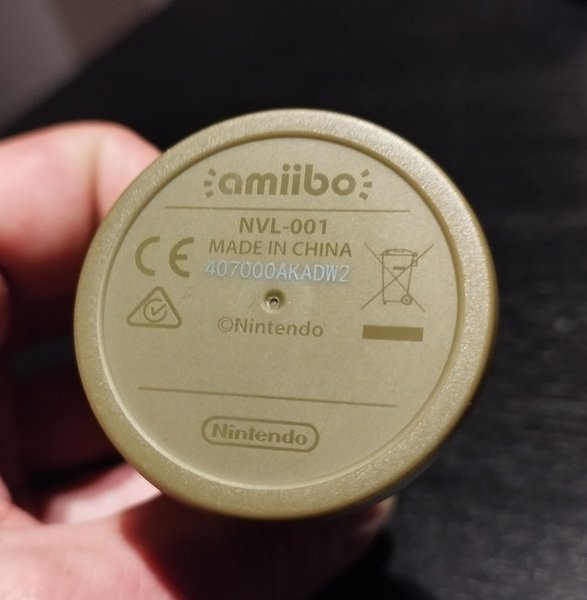 amiibo
NVL-001
MADE IN CHINA
CE
407000AKADW2
©Nintendo
Nintendo